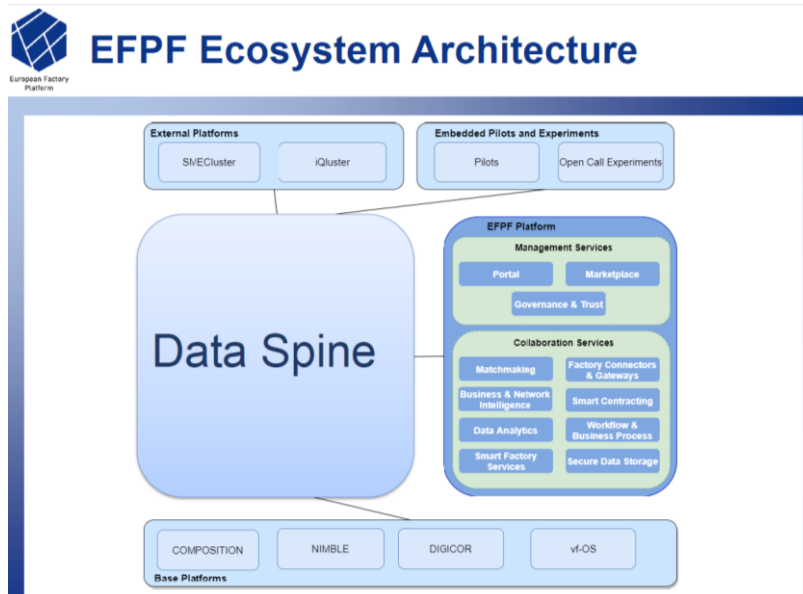 European Factory
Platform
EFPF Ecosystem Architecture
External Platforms
SMECluster
iQluster
Embedded Pilots and Experiments
Pilots
Open Call Experiments
Data Spine
EFPF Platform
Management Services
Portal
Marketplace
Governance & Trust
Collaboration Services
Matchmaking
Factory Connectors
& Gateways
Business & Network
Intelligence
Smart Contracting
Data Analytics
Workflow &
Business Process
Smart Factory
Services
Secure Data Storage
COMPOSITION
NIMBLE
DIGICOR
vf-OS
Base Platforms